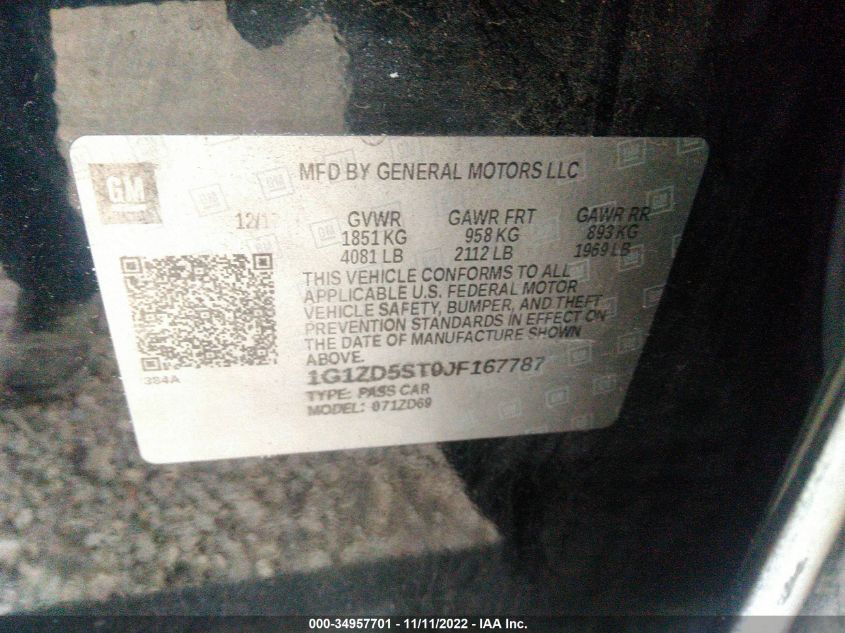 GM
MFD BY GENERAL MOTORS LLC
12/1
GVWR GAWR FRT GAWR RR
1851 KG 958 KG 893 KG
4081 LB 2112 LB 1969 LB
THIS VEHICLE CONFORMS TO ALL
APPLICABLE U.S. FEDERAL MOTOR
VEHICLE SAFETY, BUMPER, AND THEFT
PREVENTION STANDARDS IN EFFECT ON
THE DATE OF MANUFACTURE SHOWN
ABOVE.
384A
1G1ZD5ST0JF167787
TYPE: PASS CAR
MODEL: 071ZD69
000-34957701 - 11/11/2022 - IAA Inc.